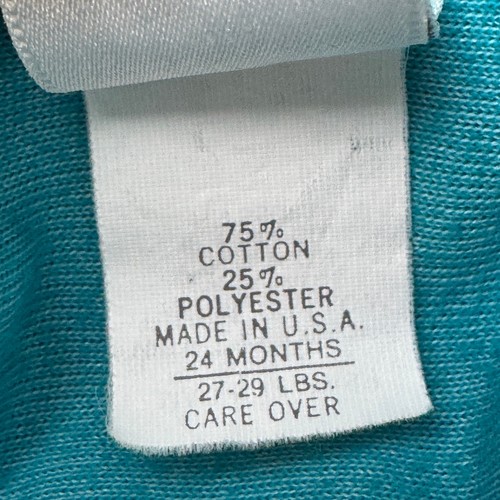 75%
COTTON
25%
POLYESTER
MADE IN U.S.A.
24 MONTHS
27-29 LBS.
CARE OVER